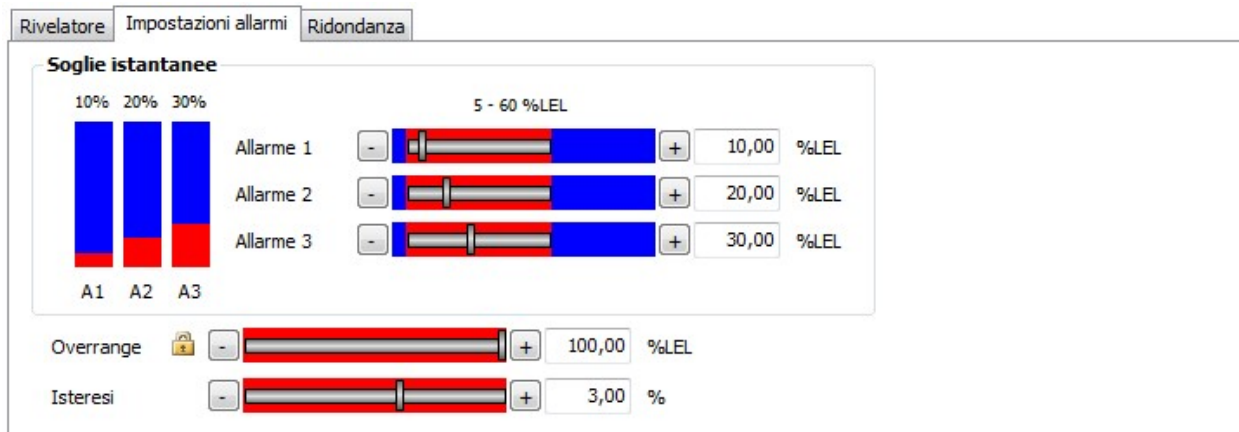 Rivelatore Impostazioni allarmi Ridondanza
Soglie istantanee
10% 20% 30% 5 - 60 %LEL
Allarme 1 - + 10,00 %LEL
Allarme 2 - + 20,00 %LEL
Allarme 3 - + 30,00 %LEL
A1 A2 A3
Overrange - + 100,00 %LEL
Isteresi - + 3,00 %